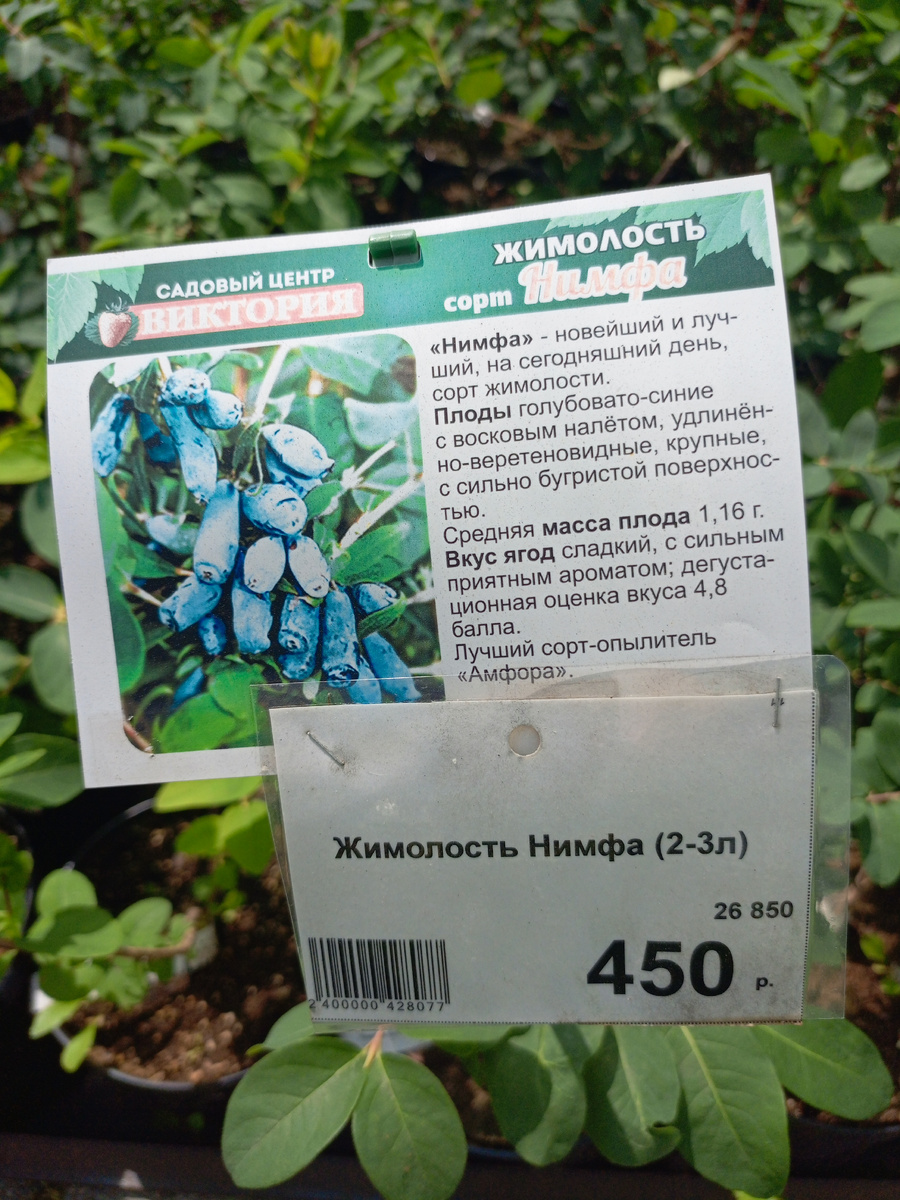 САДОВЫЙ ЦЕНТР
ВИКТОРИЯ
ЖИМОЛОСТЬ
сорт Нимфа
«Нимфа» - новейший и луч-
ший, на сегодняшний день,
сорт жимолости.
Плоды голубовато-синие
с восковым налётом, удлинён-
но-веретеновидные, крупные,
с сильно бугристой поверхнос-
тью.
Средняя масса плода 1,16 г.
Вкус ягод сладкий, с сильным
приятным ароматом; дегуста-
ционная оценка вкуса 4,8
балла.
Лучший сорт-опылитель
«Амфора».
Жимолость Нимфа (2-3л)
26 850
450 р.
2 400000 428077